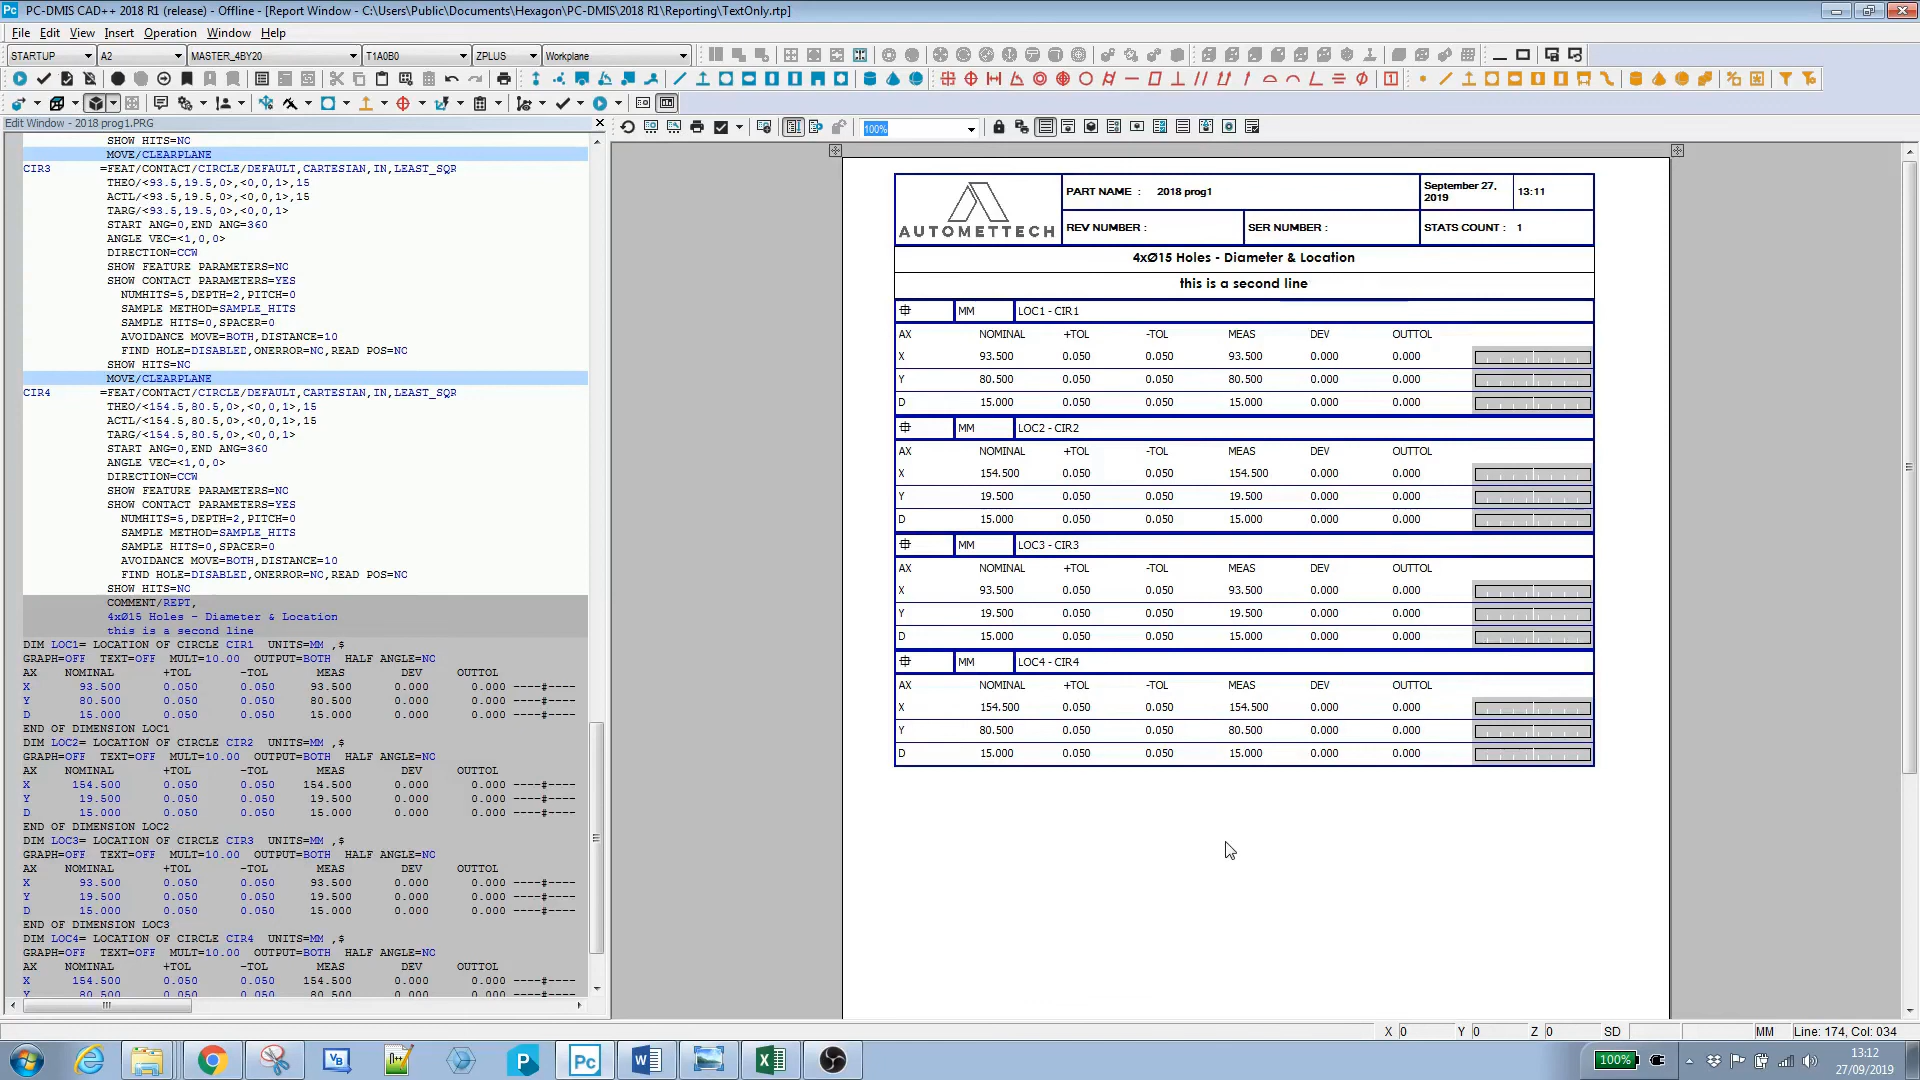 PC-DMIS CAD++ 2018 R1 (release) - Offline - [Report Window - C:\Users\Public\Documents\Hexagon\PC-DMIS\2018 R1\Reporting\TextOnly.rtp]
File Edit View Insert Operation Window Help
STARTUP A2 MASTER_4BY20 T1A0B0 ZPLUS Workplane
Edit Window - 2018 prog1.PRG
100%
SHOW HITS=NO
MOVE/CLEARPLANE
CIR3 =FEAT/CONTACT/CIRCLE/DEFAULT,CARTESIAN,IN,LEAST_SQR
THEO/<93.5,19.5,0>,<0,0,1>,15
ACTL/<93.5,19.5,0>,<0,0,1>,15
TARG/<93.5,19.5,0>,<0,0,1>
START ANG=0,END ANG=360
ANGLE VEC=<1,0,0>
DIRECTION=CCW
SHOW FEATURE PARAMETERS=NO
SHOW CONTACT PARAMETERS=YES
NUMHITS=5,DEPTH=2,PITCH=0
SAMPLE METHOD=SAMPLE_HITS
SAMPLE HITS=0,SPACER=0
AVOIDANCE MOVE=BOTH,DISTANCE=10
FIND HOLE=DISABLED,ONERROR=NO,READ POS=NO
SHOW HITS=NO
MOVE/CLEARPLANE
CIR4 =FEAT/CONTACT/CIRCLE/DEFAULT,CARTESIAN,IN,LEAST_SQR
THEO/<154.5,80.5,0>,<0,0,1>,15
ACTL/<154.5,80.5,0>,<0,0,1>,15
TARG/<154.5,80.5,0>,<0,0,1>
START ANG=0,END ANG=360
ANGLE VEC=<1,0,0>
DIRECTION=CCW
SHOW FEATURE PARAMETERS=NO
SHOW CONTACT PARAMETERS=YES
NUMHITS=5,DEPTH=2,PITCH=0
SAMPLE METHOD=SAMPLE_HITS
SAMPLE HITS=0,SPACER=0
AVOIDANCE MOVE=BOTH,DISTANCE=10
FIND HOLE=DISABLED,ONERROR=NO,READ POS=NO
SHOW HITS=NO
COMMENT/REPT,
4xØ15 Holes - Diameter & Location
this is a second line
DIM LOC1= LOCATION OF CIRCLE CIR1 UNITS=MM ,$
GRAPH=OFF TEXT=OFF MULT=10.00 OUTPUT=BOTH HALF ANGLE=NO
AX NOMINAL +TOL -TOL MEAS DEV OUTTOL
X 93.500 0.050 0.050 93.500 0.000 0.000 ----#----
Y 80.500 0.050 0.050 80.500 0.000 0.000 ----#----
D 15.000 0.050 0.050 15.000 0.000 0.000 ----#----
END OF DIMENSION LOC1
DIM LOC2= LOCATION OF CIRCLE CIR2 UNITS=MM ,$
GRAPH=OFF TEXT=OFF MULT=10.00 OUTPUT=BOTH HALF ANGLE=NO
AX NOMINAL +TOL -TOL MEAS DEV OUTTOL
X 154.500 0.050 0.050 154.500 0.000 0.000 ----#----
Y 19.500 0.050 0.050 19.500 0.000 0.000 ----#----
D 15.000 0.050 0.050 15.000 0.000 0.000 ----#----
END OF DIMENSION LOC2
DIM LOC3= LOCATION OF CIRCLE CIR3 UNITS=MM ,$
GRAPH=OFF TEXT=OFF MULT=10.00 OUTPUT=BOTH HALF ANGLE=NO
AX NOMINAL +TOL -TOL MEAS DEV OUTTOL
X 93.500 0.050 0.050 93.500 0.000 0.000 ----#----
Y 19.500 0.050 0.050 19.500 0.000 0.000 ----#----
D 15.000 0.050 0.050 15.000 0.000 0.000 ----#----
END OF DIMENSION LOC3
DIM LOC4= LOCATION OF CIRCLE CIR4 UNITS=MM ,$
GRAPH=OFF TEXT=OFF MULT=10.00 OUTPUT=BOTH HALF ANGLE=NO
AX NOMINAL +TOL -TOL MEAS DEV OUTTOL
X 154.500 0.050 0.050 154.500 0.000 0.000 ----#----
Y 80.500 0.050 0.050 80.500 0.000 0.000 ----#----
AUTOMETTECH
PART NAME : 2018 prog1
September 27, 2019
13:11
REV NUMBER :
SER NUMBER :
STATS COUNT : 1
4xØ15 Holes - Diameter & Location
this is a second line
MM LOC1 - CIR1
AX NOMINAL +TOL -TOL MEAS DEV OUTTOL
X 93.500 0.050 0.050 93.500 0.000 0.000
Y 80.500 0.050 0.050 80.500 0.000 0.000
D 15.000 0.050 0.050 15.000 0.000 0.000
MM LOC2 - CIR2
AX NOMINAL +TOL -TOL MEAS DEV OUTTOL
X 154.500 0.050 0.050 154.500 0.000 0.000
Y 19.500 0.050 0.050 19.500 0.000 0.000
D 15.000 0.050 0.050 15.000 0.000 0.000
MM LOC3 - CIR3
AX NOMINAL +TOL -TOL MEAS DEV OUTTOL
X 93.500 0.050 0.050 93.500 0.000 0.000
Y 19.500 0.050 0.050 19.500 0.000 0.000
D 15.000 0.050 0.050 15.000 0.000 0.000
MM LOC4 - CIR4
AX NOMINAL +TOL -TOL MEAS DEV OUTTOL
X 154.500 0.050 0.050 154.500 0.000 0.000
Y 80.500 0.050 0.050 80.500 0.000 0.000
D 15.000 0.050 0.050 15.000 0.000 0.000
X 0 Y 0 Z 0 SD MM Line: 174, Col: 034
100%
13:12
27/09/2019